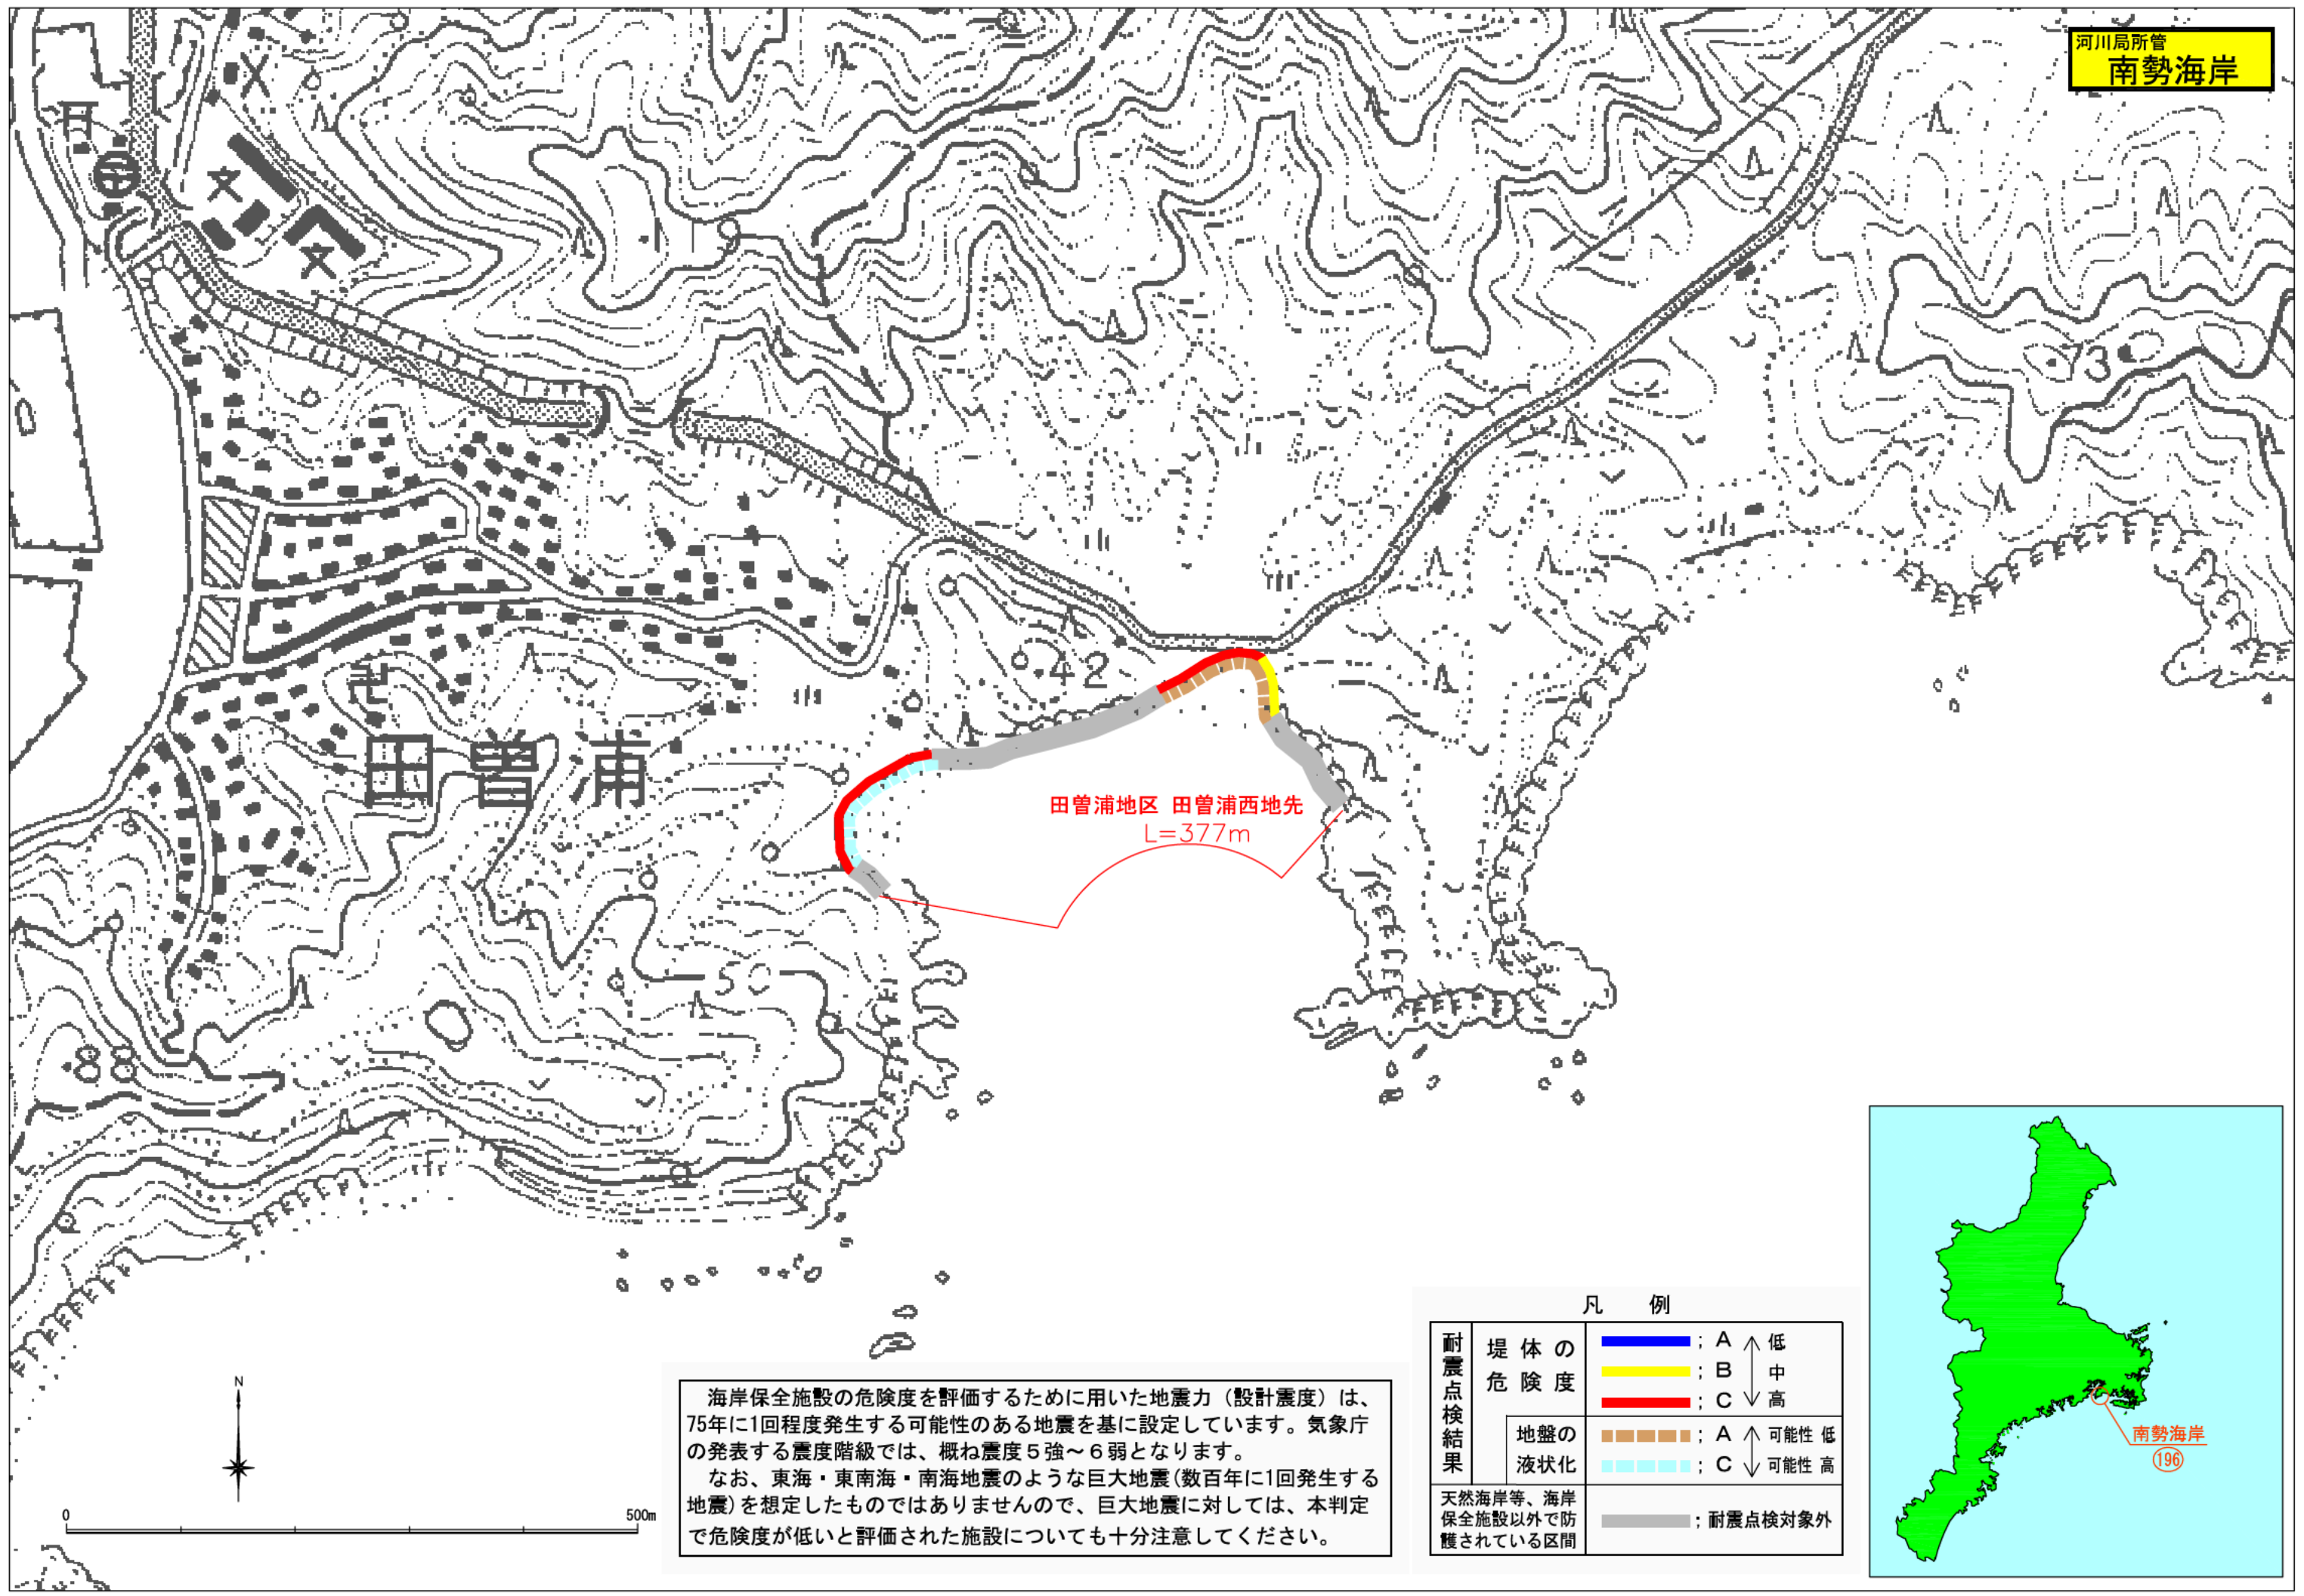 河川局所管
南勢海岸
73
42
田曽浦
田曽浦地区 田曽浦西地先
L=377m
50
88
N
0 500m
海岸保全施設の危険度を評価するために用いた地震力（設計震度）は、
75年に1回程度発生する可能性のある地震を基に設定しています。気象庁
の発表する震度階級では、概ね震度５強～６弱となります。
なお、東海・東南海・南海地震のような巨大地震(数百年に1回発生する
地震)を想定したものではありませんので、巨大地震に対しては、本判定
で危険度が低いと評価された施設についても十分注意してください。
凡 例
耐震点検結果
堤体の
危険度
; A 低
; B 中
; C 高
地盤の
液状化
; A 可能性 低
; C 可能性 高
天然海岸等、海岸
保全施設以外で防
護されている区間
; 耐震点検対象外
南勢海岸
196